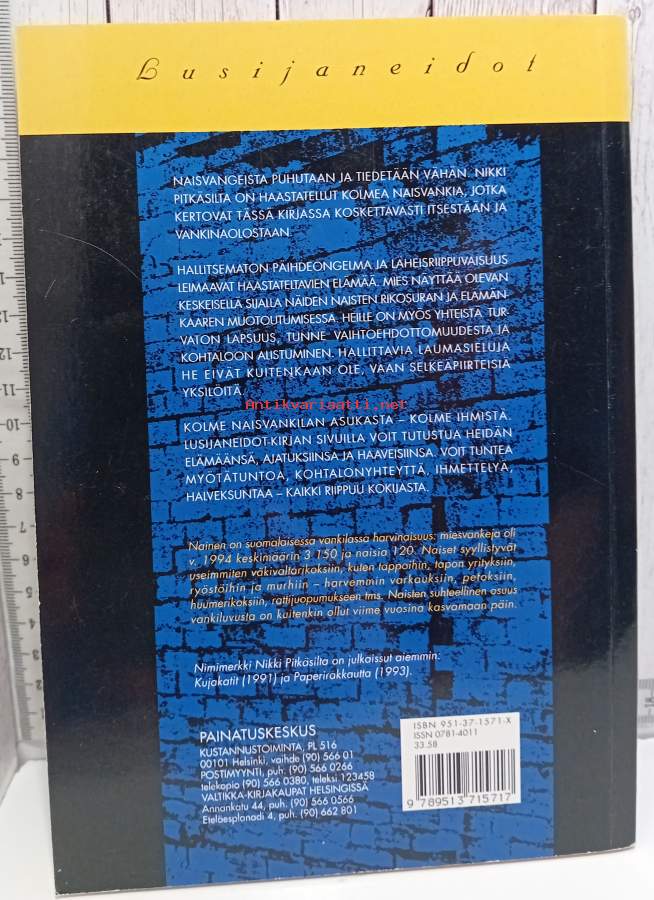 Lusijaneidot
NAISVANGEISTA PUHUTAAN JA TIEDETÄÄN VÄHÄN. NIKKI
PITKÄSILTA ON HAASTATELLUT KOLMEA NAISVANKIA, JOTKA
KERTOVAT TÄSSÄ KIRJASSA KOSKETTAVASTI ITSESTÄÄN JA
VANKINAOLOSTAAN.
HALLITSEMATON PÄIHDEONGELMA JA LÄHEISRIIPPUVAISUUS
LEIMAAVAT HAASTATELTAVIEN ELÄMÄÄ. MIES NÄYTTÄÄ OLEVAN
KESKEISELLÄ SIJALLA NÄIDEN NAISTEN RIKOSURAN JA ELÄMÄN-
KAAREN MUOTOUTUMISESSA. HEILLE ON MYÖS YHTEISTÄ TUR-
VATON LAPSUUS, TUNNE VAIHTOEHDOTTOMUUDESTA JA
KOHTALOON ALISTUMINEN. HALLITTAVIA LAUMASIELUJA
HE EIVÄT KUITENKAAN OLE, VAAN SELKEÄPIIRTEISIÄ
YKSILÖITÄ.
Antikvariaatti.net
KOLME NAISVANKILAN ASUKASTA – KOLME IHMISTÄ.
LUSIJANEIDOT-KIRJAN SIVUILLA VOIT TUTUSTUA HEIDÄN
ELÄMÄÄNSÄ, AJATUKSIINSA JA HAAVEISIINSA. VOIT TUNTEA
MYÖTÄTUNTOA, KOHTALONYHTEYTTÄ, IHMETTELYÄ,
HALVEKSUNTAA – KAIKKI RIIPPUU KOKIJASTA.
Nainen on suomalaisessa vankilassa harvinaisuus: miesvankeja oli
v. 1994 keskimäärin 3 150 ja naisia 120. Naiset syyllistyvät
useimmiten väkivaltarikoksiin, kuten tappoihin, tapon yrityksiin,
ryöstöihin ja murhiin – harvemmin varkauksiin, petoksiin,
huumerikoksiin, rattijuopumukseen tms. Naisten suhteellinen osuus
vankiluvusta on kuitenkin ollut viime vuosina kasvamaan päin.
Nimimerkki Nikki Pitkäsilta on julkaissut aiemmin:
Kujakatit (1991) ja Paperirakkautta (1993).
PAINATUSKESKUS
KUSTANNUSTOIMINTA, PL 516
00101 Helsinki, vaihde (90) 566 01
POSTIMYYNTI, puh. (90) 566 0266
telekopio (90) 566 0380, teleksi 123458
VALTIKKA-KIRJAKAUPAT HELSINGISSÄ
Annankatu 44, puh. (90) 566 0566
Eteläesplanadi 4, puh. (90) 662 801
ISBN 951-37-1571-X
ISSN 0781-4011
33.58
9 789513 715717